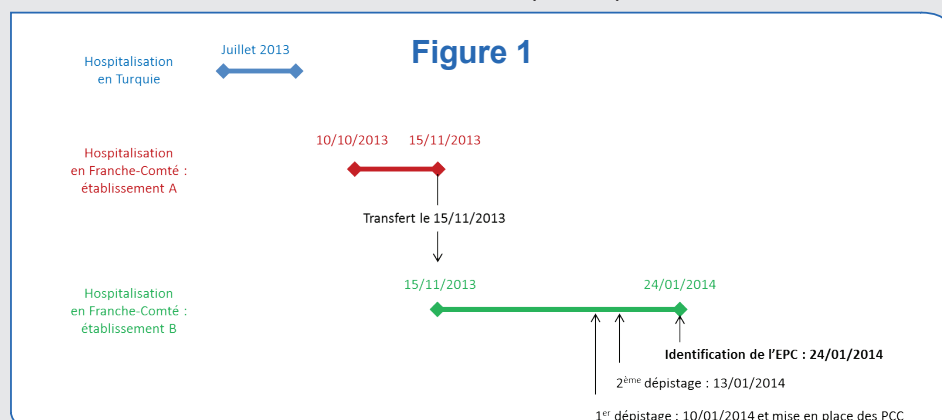 Figure 1
Juillet 2013
Hospitalisation
en Turquie
10/10/2013 15/11/2013
Hospitalisation
en Franche-Comté :
établissement A
Transfert le 15/11/2013
15/11/2013 24/01/2014
Hospitalisation
en Franche-Comté :
établissement B
Identification de l'EPC : 24/01/2014
2ème dépistage : 13/01/2014
1er dépistage : 10/01/2014 et mise en place des PCC